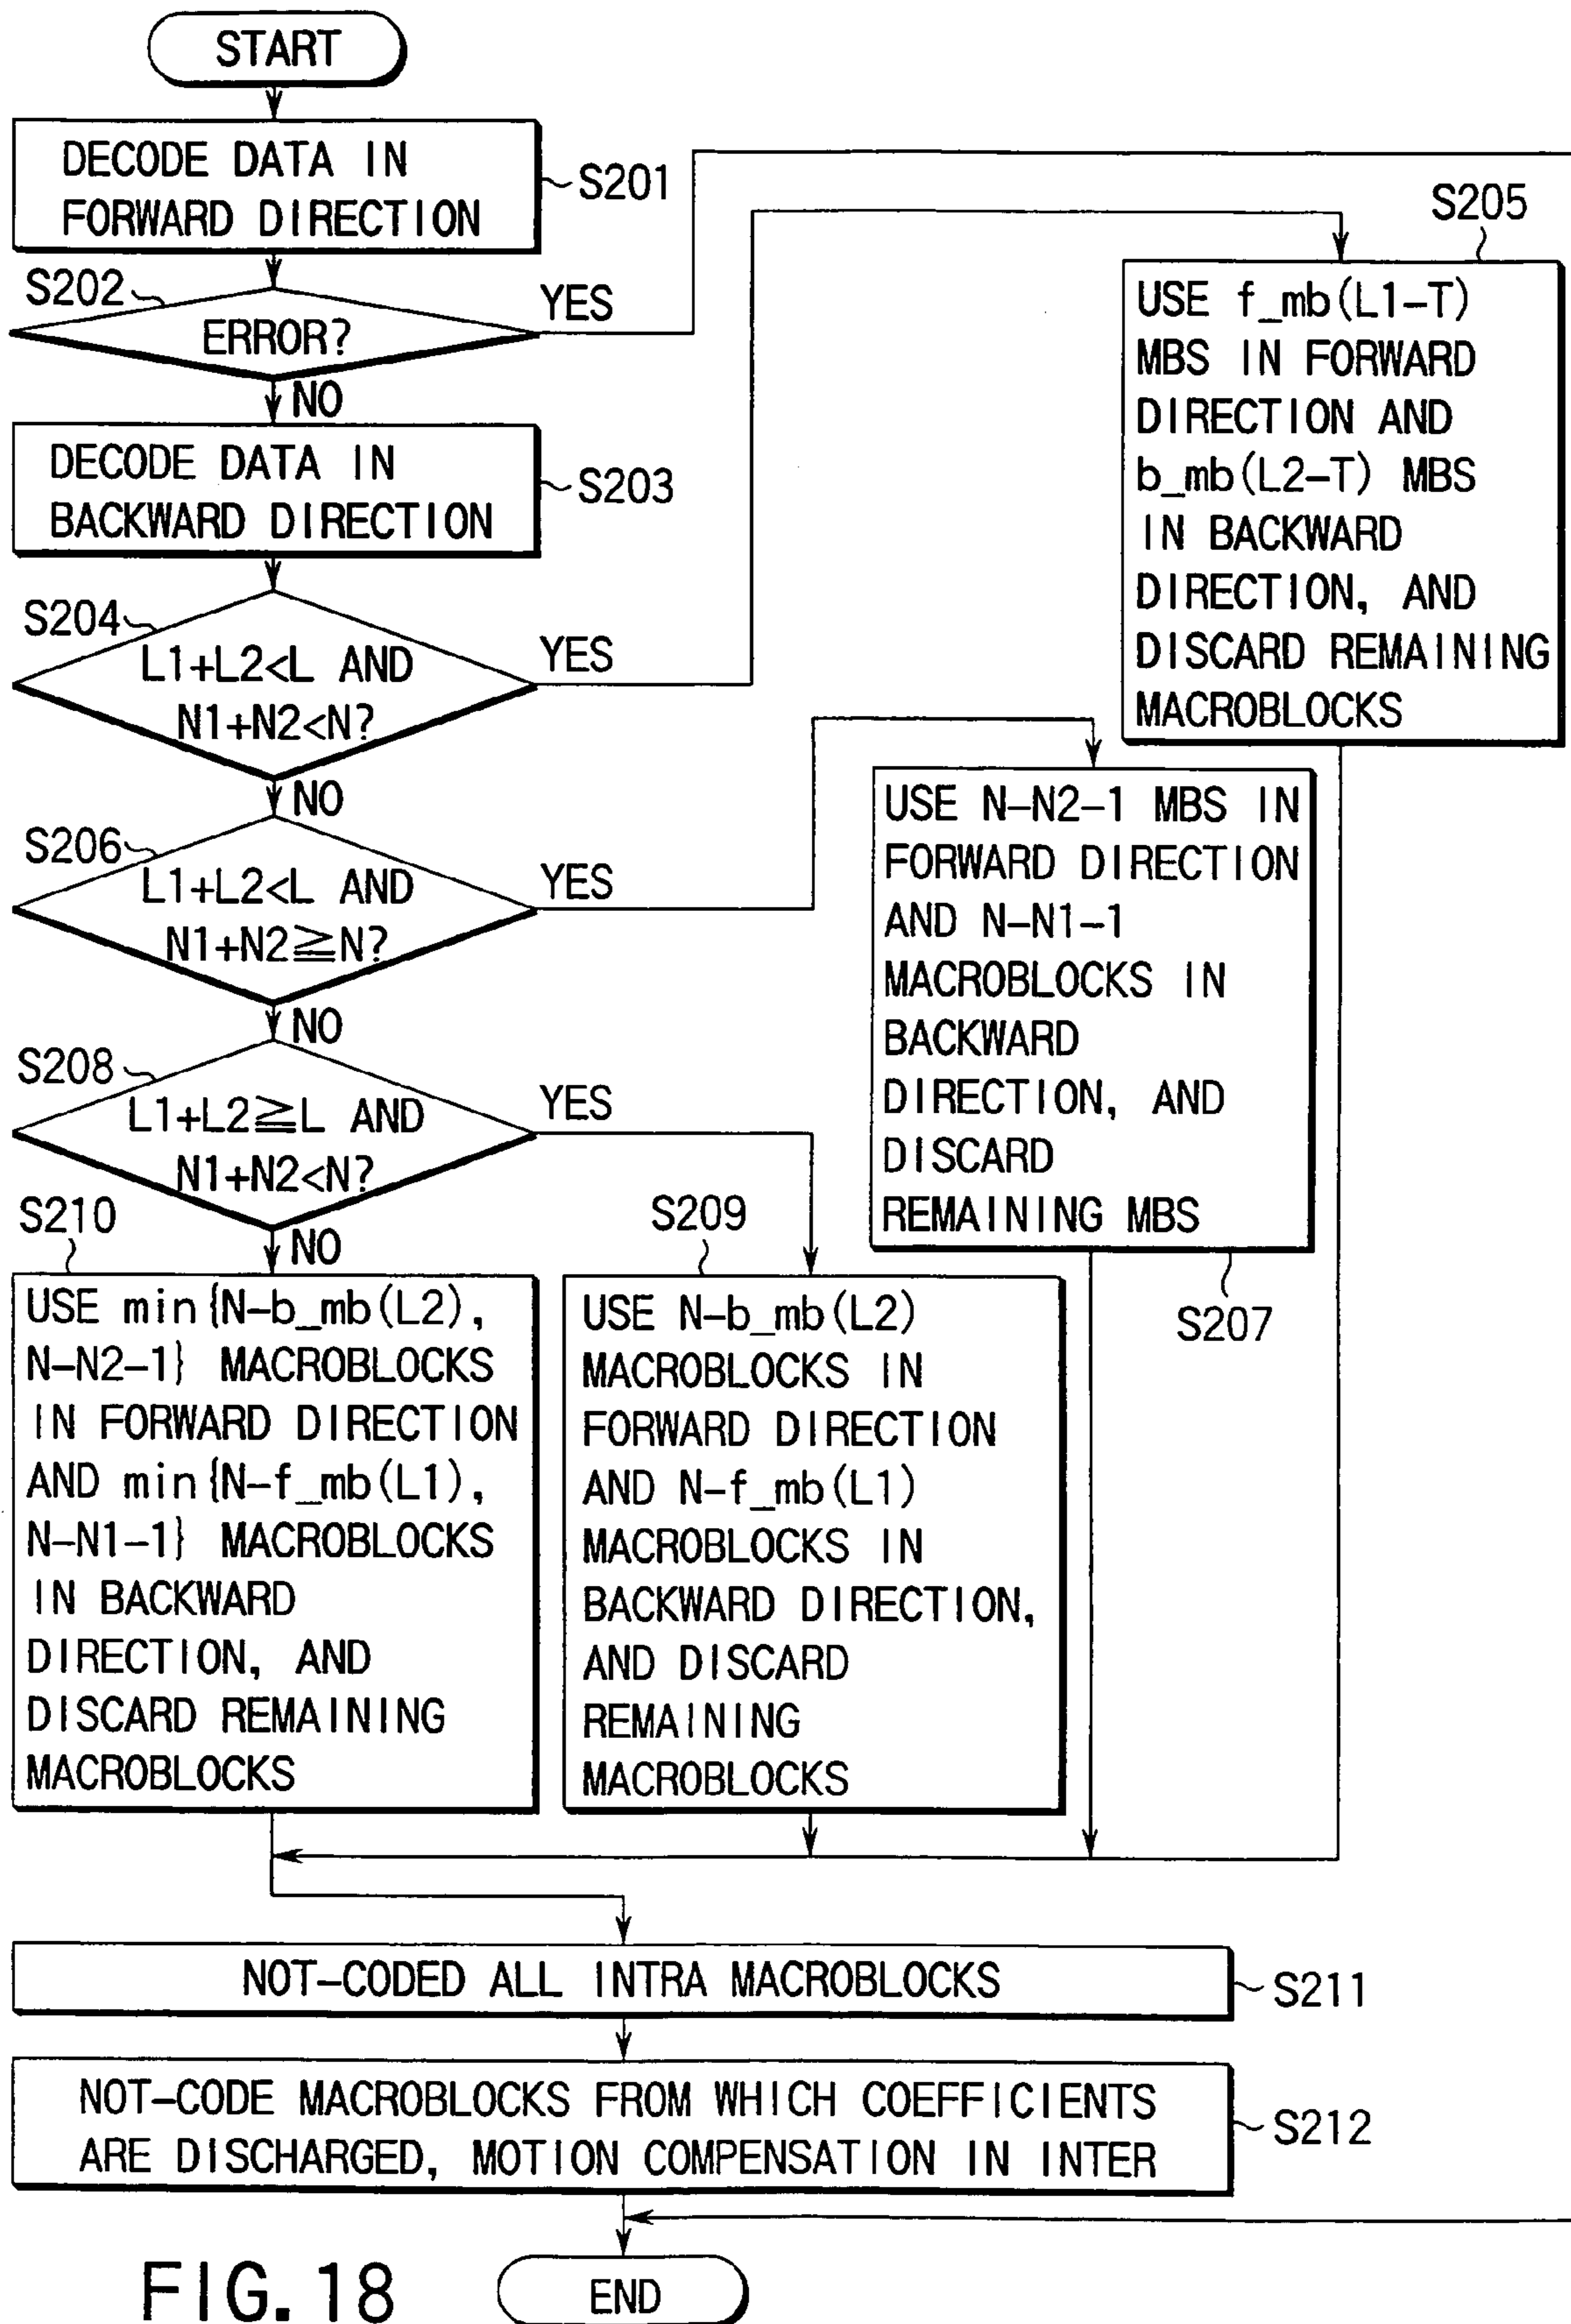 START
DECODE DATA IN
FORWARD DIRECTION
S201
S202
ERROR?
YES
NO
DECODE DATA IN
BACKWARD DIRECTION
S203
S204
L1+L2<L AND
N1+N2<N?
YES
NO
S205
USE f_mb(L1-T)
MBS IN FORWARD
DIRECTION AND
b_mb(L2-T) MBS
IN BACKWARD
DIRECTION, AND
DISCARD REMAINING
MACROBLOCKS
S206
L1+L2<L AND
N1+N2≧N?
YES
NO
USE N-N2-1 MBS IN
FORWARD DIRECTION
AND N-N1-1
MACROBLOCKS IN
BACKWARD
DIRECTION, AND
DISCARD
REMAINING MBS
S207
S208
L1+L2≧L AND
N1+N2<N?
YES
NO
S209
USE N-b_mb(L2)
MACROBLOCKS IN
FORWARD DIRECTION
AND N-f_mb(L1)
MACROBLOCKS IN
BACKWARD DIRECTION,
AND DISCARD
REMAINING
MACROBLOCKS
S210
USE min{N-b_mb(L2),
N-N2-1} MACROBLOCKS
IN FORWARD DIRECTION
AND min{N-f_mb(L1),
N-N1-1} MACROBLOCKS
IN BACKWARD
DIRECTION, AND
DISCARD REMAINING
MACROBLOCKS
NOT-CODED ALL INTRA MACROBLOCKS
S211
NOT-CODE MACROBLOCKS FROM WHICH COEFFICIENTS
ARE DISCHARGED, MOTION COMPENSATION IN INTER
S212
END
FIG. 18